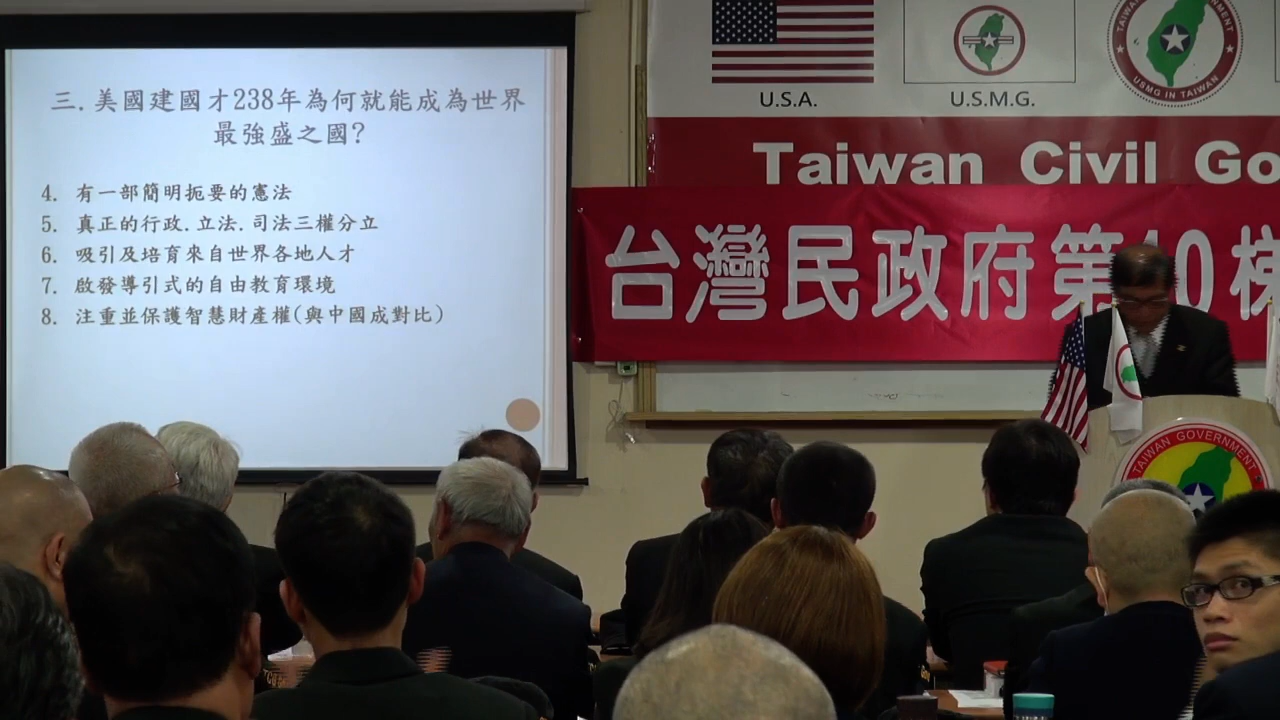 三.美國建國才238年為何就能成為世界
最強盛之國?
4. 有一部簡明扼要的憲法
5. 真正的行政.立法.司法三權分立
6. 吸引及培育來自世界各地人才
7. 啟發導引式的自由教育環境
8. 注重並保護智慧財產權(與中國成對比)
U.S.A.
U.S.M.G.
TAIWAN GOVERNMENT
USMG IN TAIWAN
Taiwan Civil Go
台灣民政府第10梯
TAIWAN GOVERNMENT